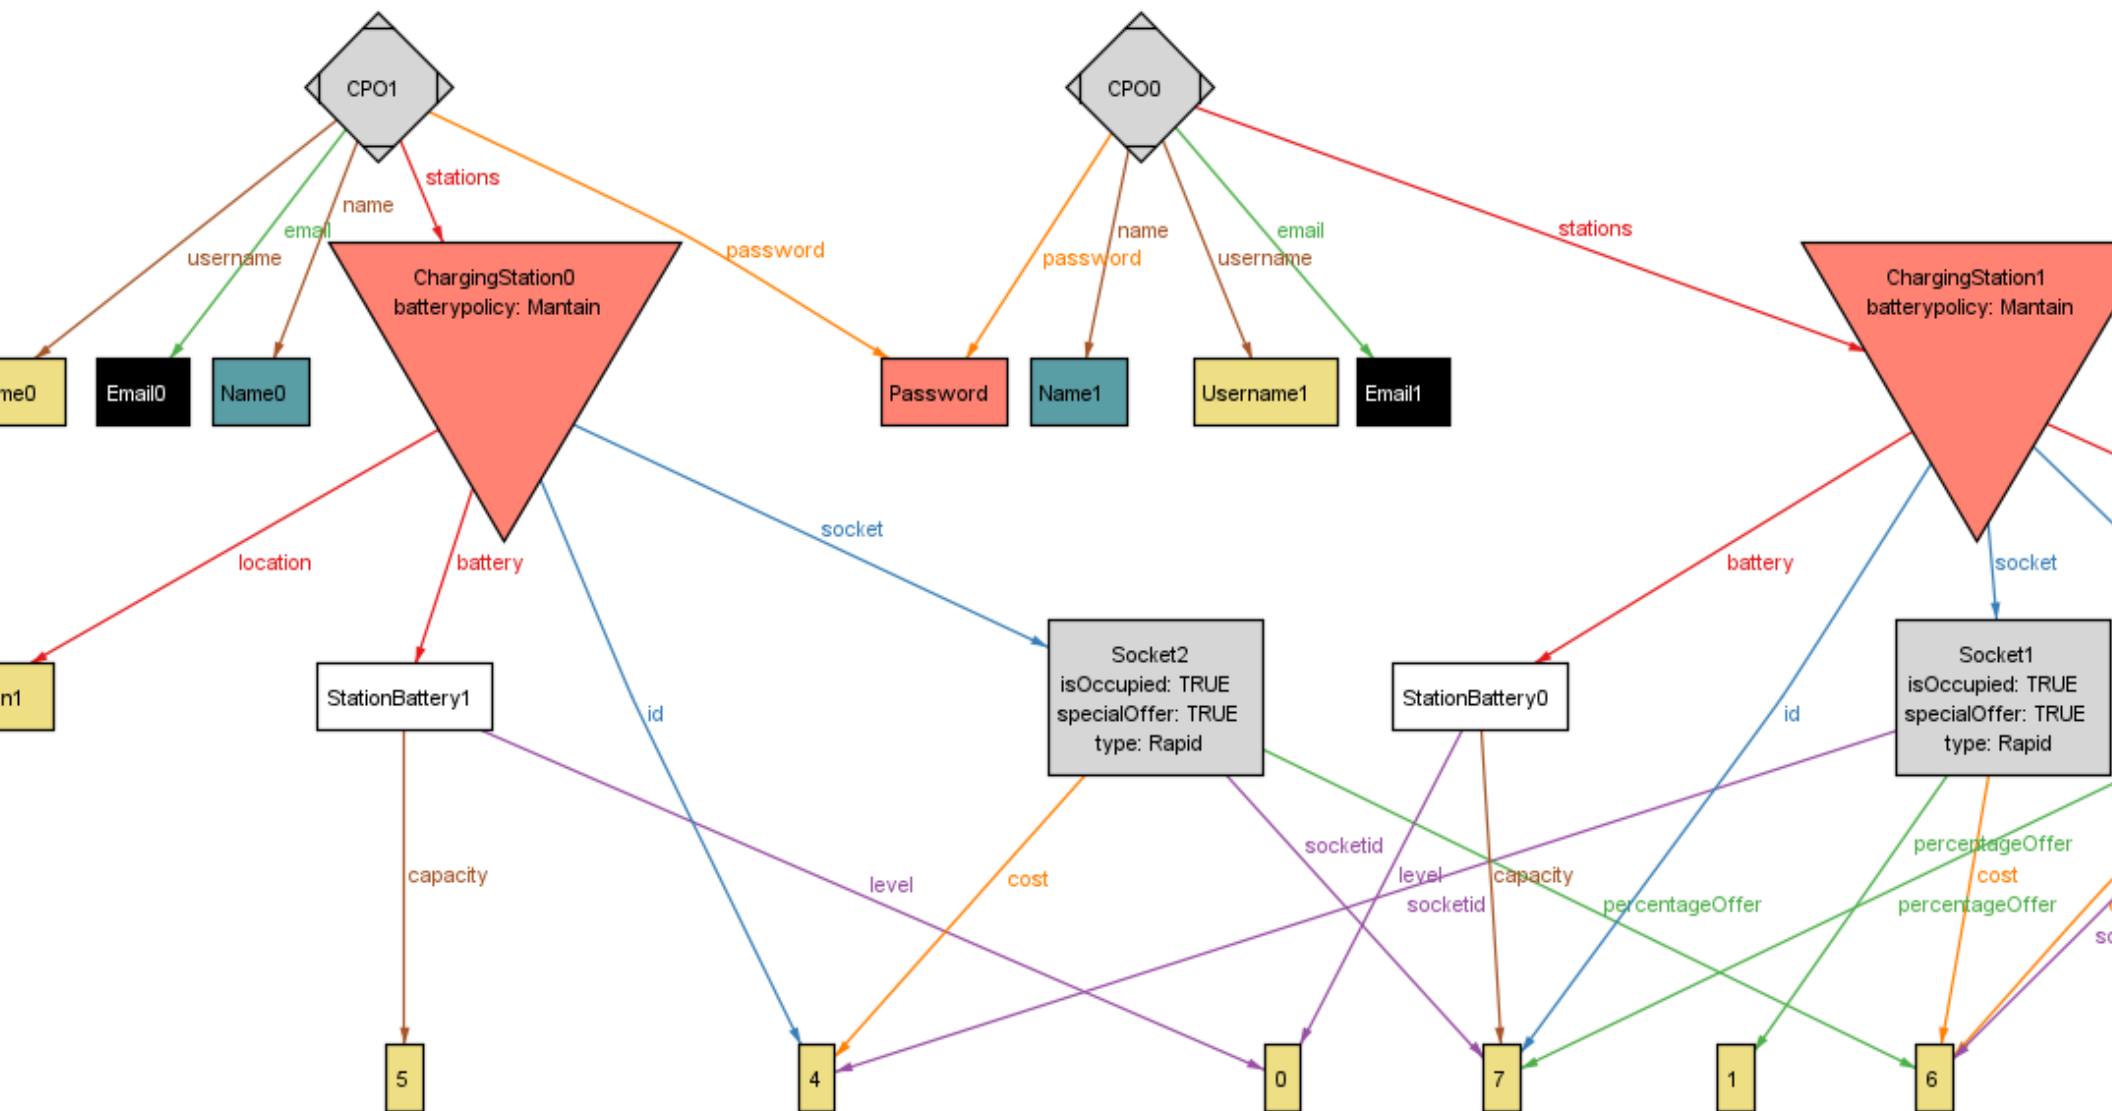 CPO1
CPO0
stations
name
email
username
password
name
email
password
username
stations
ChargingStation0
batterypolicy: Mantain
ChargingStation1
batterypolicy: Mantain
me0
Email0
Name0
Password
Name1
Username1
Email1
socket
location
battery
battery
socket
n1
StationBattery1
id
Socket2
isOccupied: TRUE
specialOffer: TRUE
type: Rapid
StationBattery0
id
Socket1
isOccupied: TRUE
specialOffer: TRUE
type: Rapid
socketid
percentageOffer
capacity
level
cost
level
capacity
cost
socketid
percentageOffer
percentageOffer
5
4
0
7
1
6